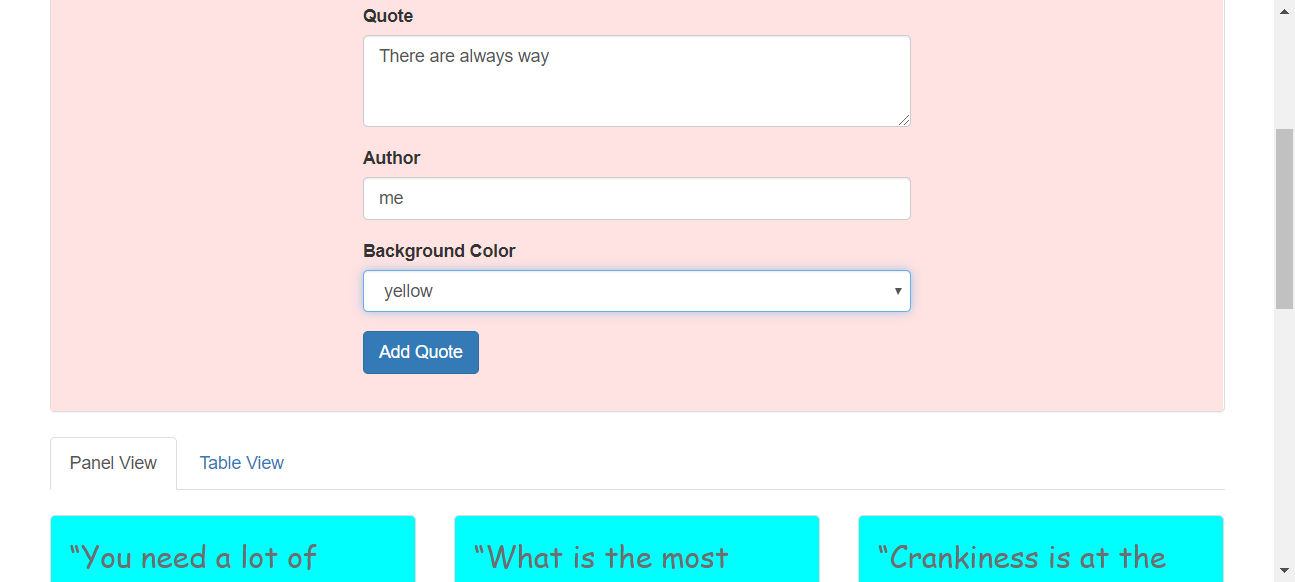 Quote
There are always way
Author
me
Background Color
yellow
Add Quote
Panel View Table View
“You need a lot of “What is the most “Crankiness is at the